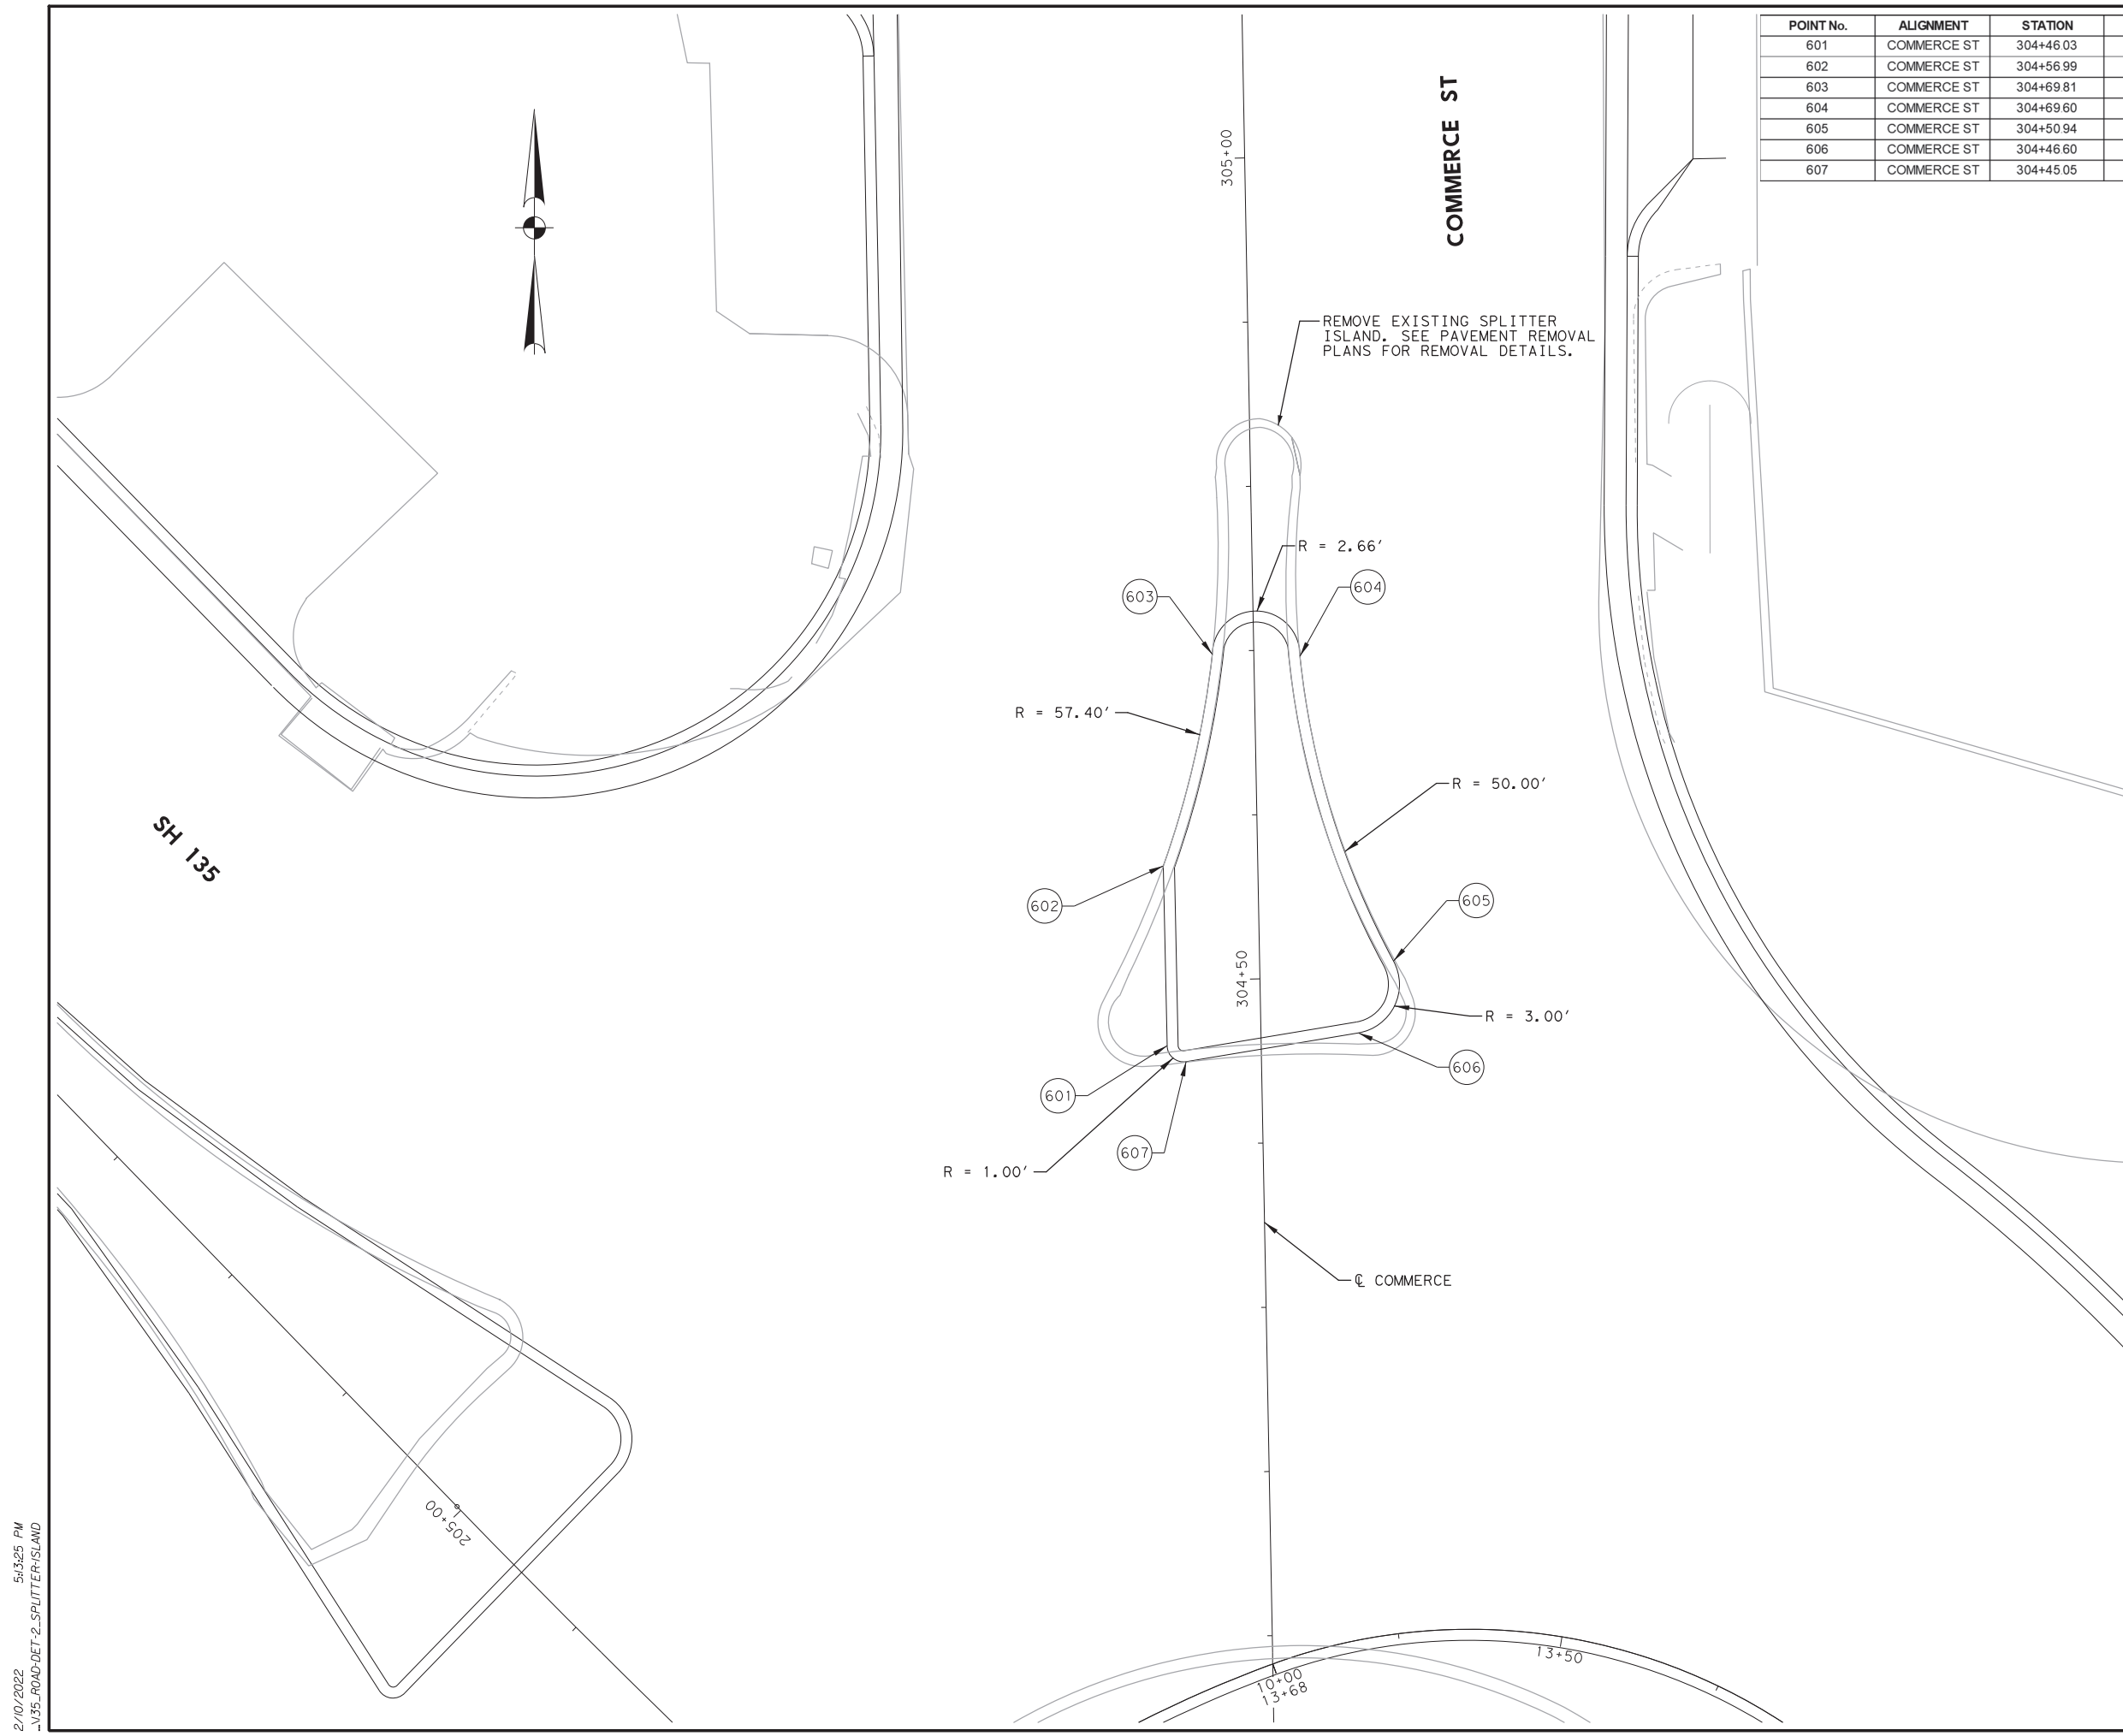 POINT No. ALIGNMENT STATION
601 COMMERCE ST 304+46.03
602 COMMERCE ST 304+56.99
603 COMMERCE ST 304+69.81
604 COMMERCE ST 304+69.60
605 COMMERCE ST 304+50.94
606 COMMERCE ST 304+46.60
607 COMMERCE ST 304+45.05
COMMERCE ST
305+00
REMOVE EXISTING SPLITTER
ISLAND. SEE PAVEMENT REMOVAL
PLANS FOR REMOVAL DETAILS.
R = 2.66'
603
604
R = 57.40'
R = 50.00'
SH 135
602
605
304+50
R = 3.00'
601
606
607
R = 1.00'
℄ COMMERCE
205+00
13+50
10+00
13+68
2/10/2022 5:13:25 PM
...\135_ROAD-DET-2_SPLITTER-ISLAND